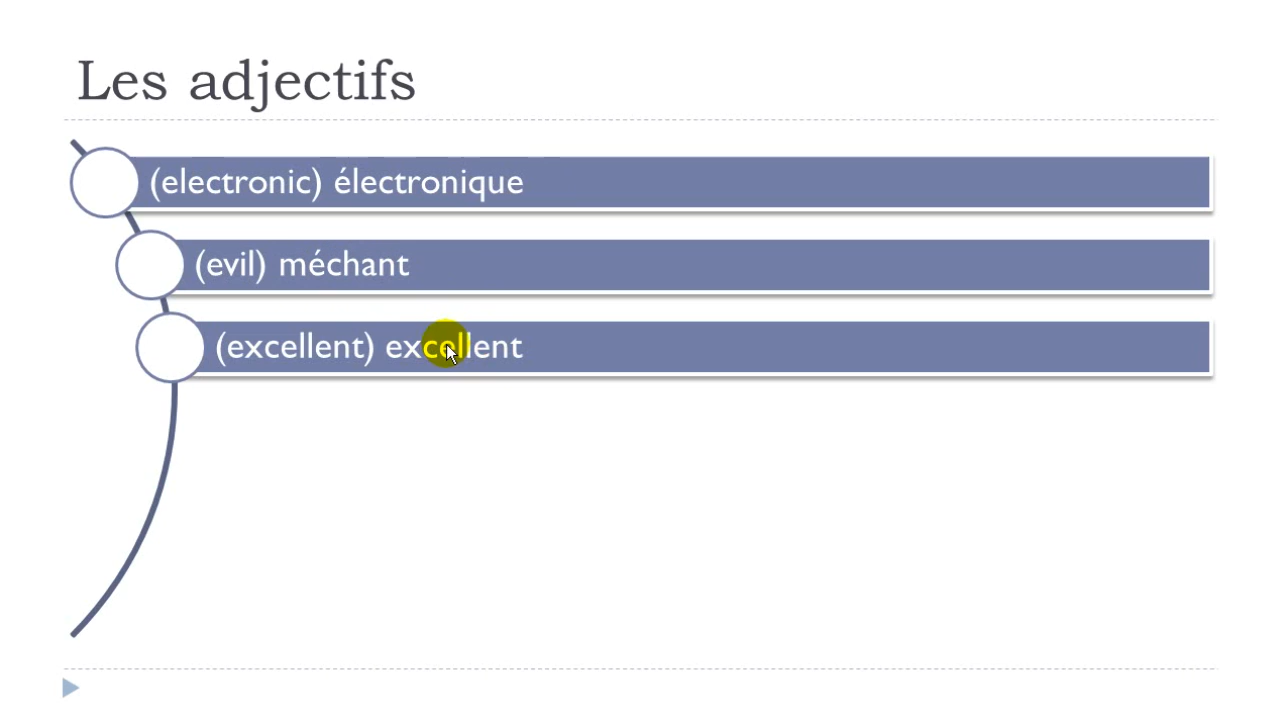 Les adjectifs
(electronic) électronique
(evil) méchant
(excellent) excellent